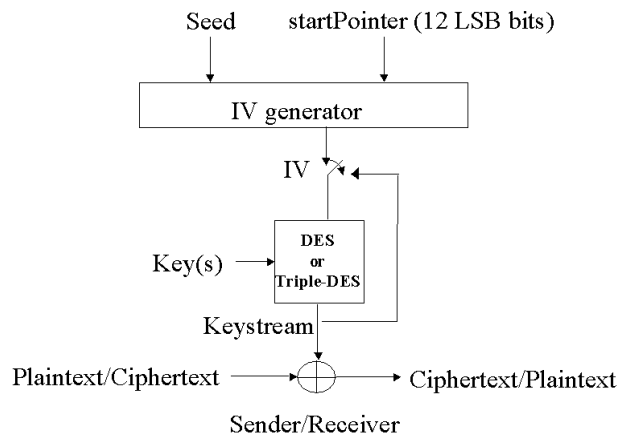 Seed
startPointer (12 LSB bits)
IV generator
IV
DES
or
Triple-DES
Key(s)
Keystream
Plaintext/Ciphertext
Ciphertext/Plaintext
Sender/Receiver